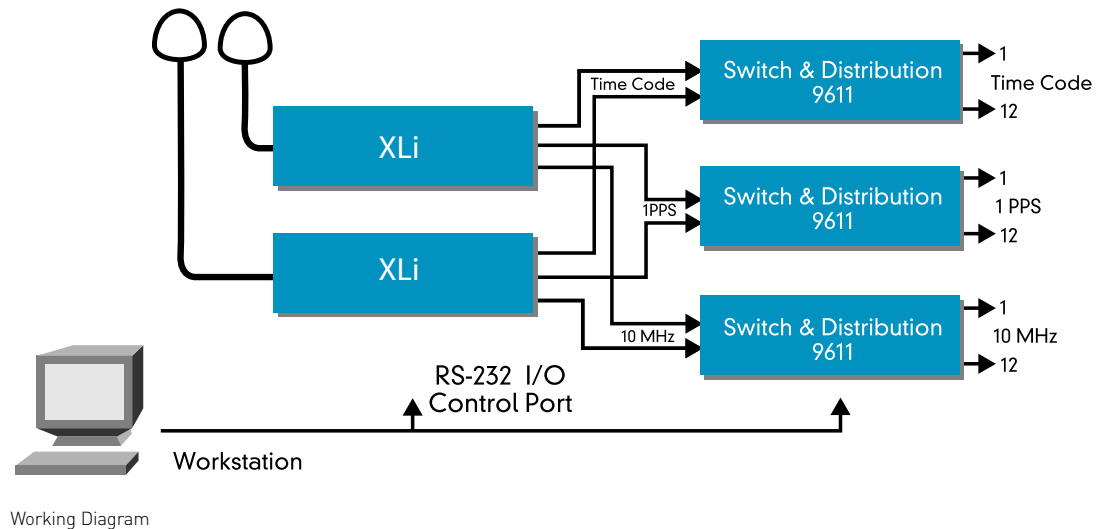 Switch & Distribution
9611
1
Time Code
12
Time Code
XLi
Switch & Distribution
9611
1
1 PPS
12
1PPS
XLi
Switch & Distribution
9611
1
10 MHz
12
10 MHz
RS-232 I/O
Control Port
Workstation
Working Diagram